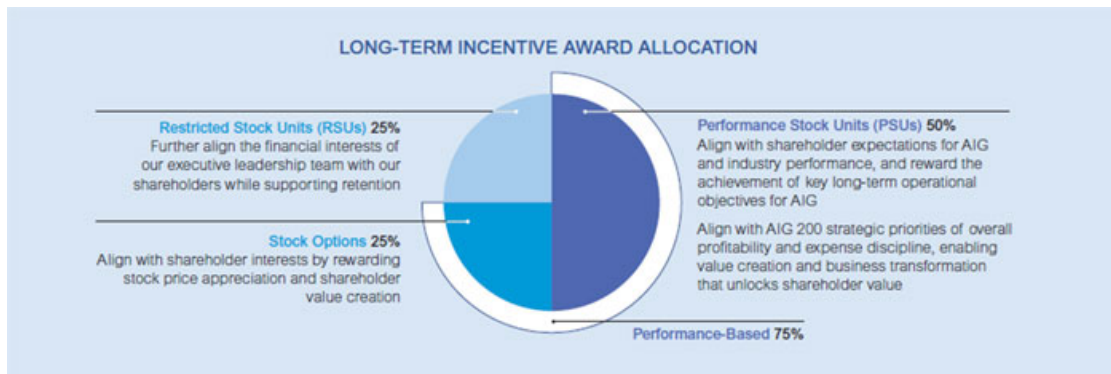 LONG-TERM INCENTIVE AWARD ALLOCATION
Restricted Stock Units (RSUs) 25%
Further align the financial interests of
our executive leadership team with our
shareholders while supporting retention
Stock Options 25%
Align with shareholder interests by rewarding
stock price appreciation and shareholder
value creation
Performance Stock Units (PSUs) 50%
Align with shareholder expectations for AIG
and industry performance, and reward the
achievement of key long-term operational
objectives for AIG
Align with AIG 200 strategic priorities of overall
profitability and expense discipline, enabling
value creation and business transformation
that unlocks shareholder value
Performance-Based 75%